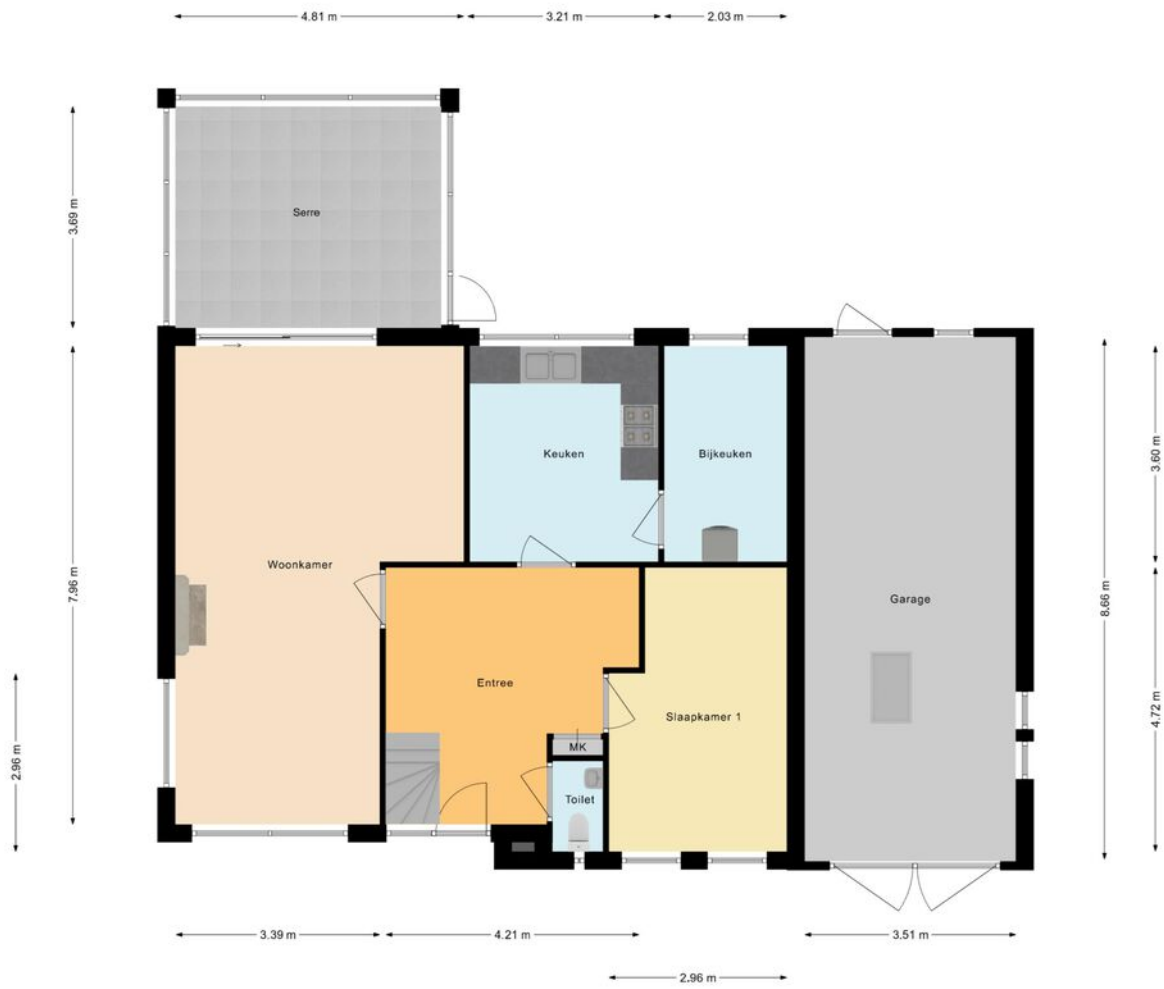 4.81 m
3.21 m
2.03 m
3.69 m
Serre
7.96 m
2.96 m
Woonkamer
Keuken
Bijkeuken
Entree
MK
Toilet
Slaapkamer 1
Garage
8.66 m
3.60 m
4.72 m
3.39 m
4.21 m
3.51 m
2.96 m